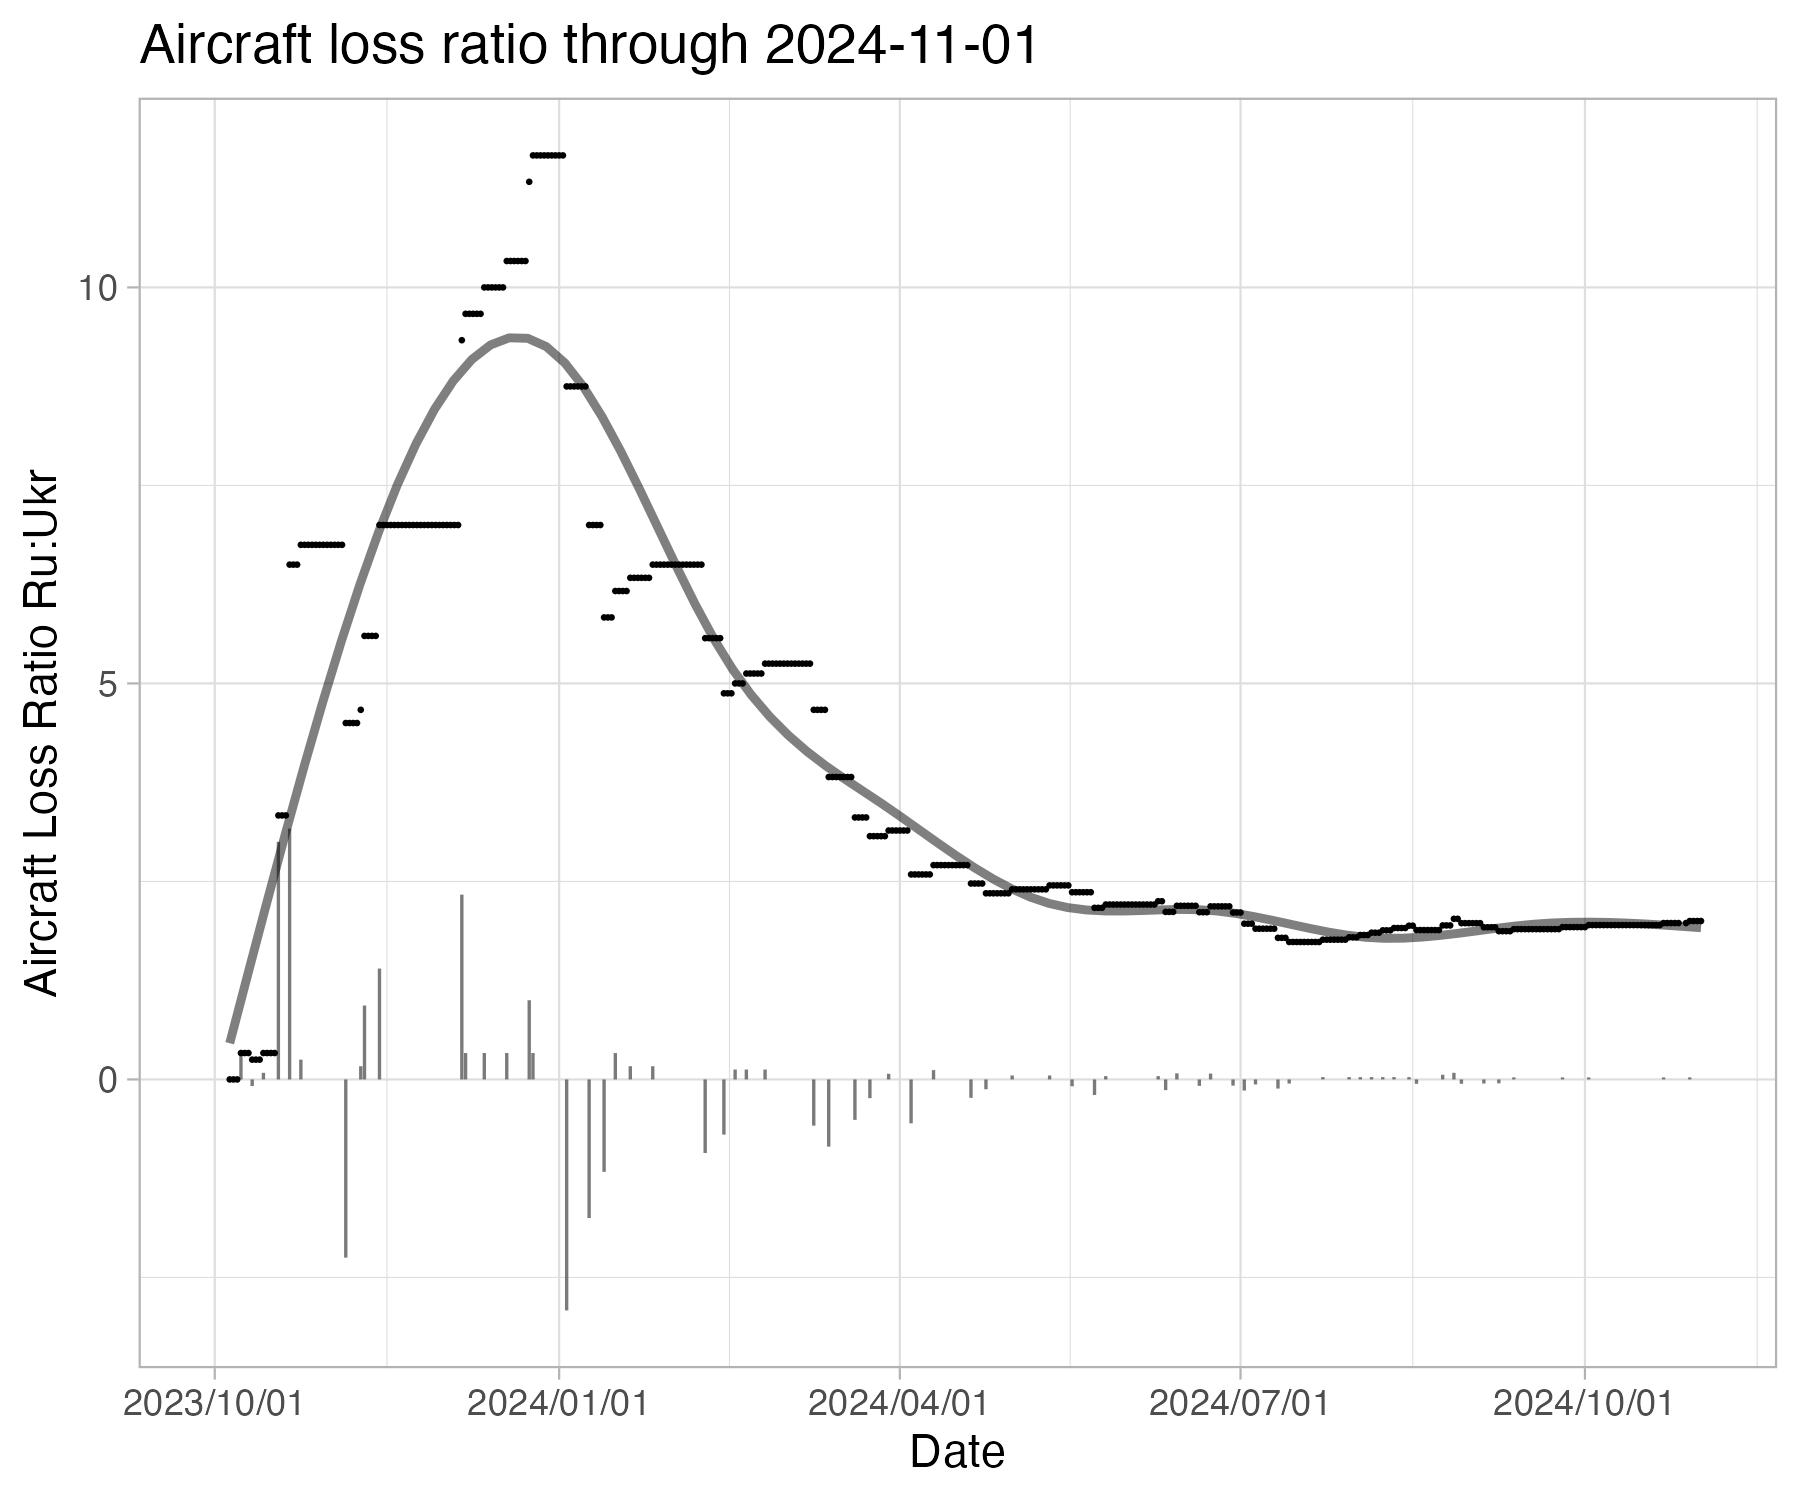 Aircraft loss ratio through 2024-11-01
Aircraft Loss Ratio Ru:Ukr
10
5
0
2023/10/01 2024/01/01 2024/04/01 2024/07/01 2024/10/01
Date